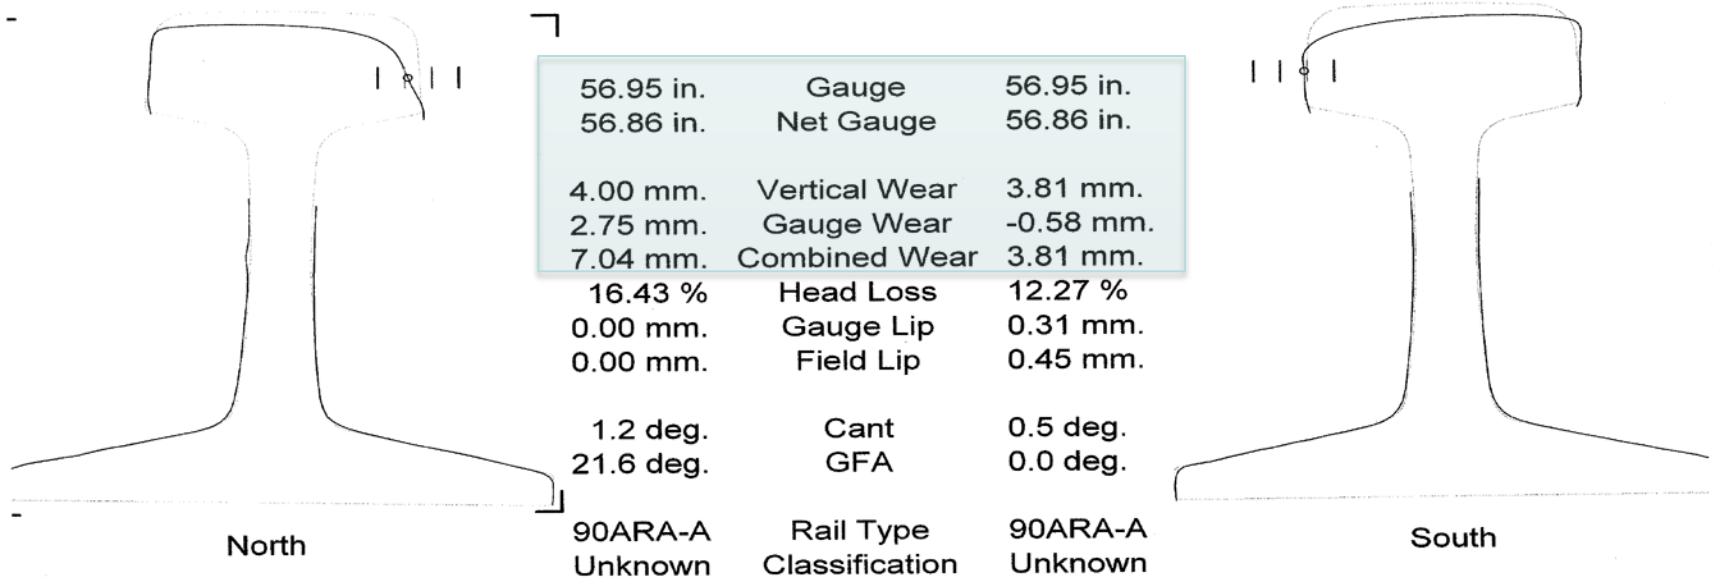 56.95 in. Gauge 56.95 in.
56.86 in. Net Gauge 56.86 in.
4.00 mm. Vertical Wear 3.81 mm.
2.75 mm. Gauge Wear -0.58 mm.
7.04 mm. Combined Wear 3.81 mm.
16.43 % Head Loss 12.27 %
0.00 mm. Gauge Lip 0.31 mm.
0.00 mm. Field Lip 0.45 mm.
1.2 deg. Cant 0.5 deg.
21.6 deg. GFA 0.0 deg.
90ARA-A Rail Type 90ARA-A
Unknown Classification Unknown
North
South